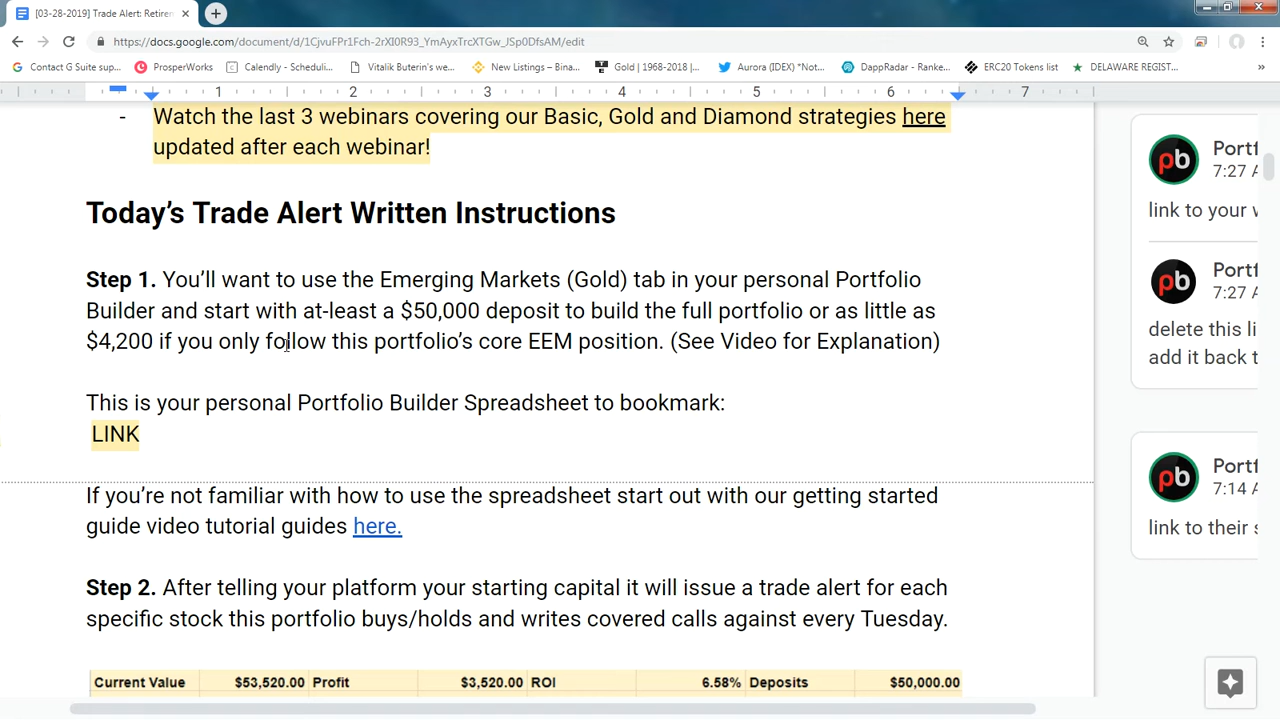 [03-28-2019] Trade Alert: Retirem
https://docs.google.com/document/d/1CjvuFPr1Fch-2rXI0R93_YmAyxTrcXTGw_JSp0DfsAM/edit
Contact G Suite sup... ProsperWorks Calendly - Scheduli... Vitalik Buterin's we... New Listings – Bina... Gold | 1968-2018 |... Aurora (IDEX) *Not... DappRadar - Ranke... ERC20 Tokens list DELAWARE REGIST... »
1 2 3 4 5 6 7
- Watch the last 3 webinars covering our Basic, Gold and Diamond strategies here
updated after each webinar!
Today’s Trade Alert Written Instructions
Step 1. You’ll want to use the Emerging Markets (Gold) tab in your personal Portfolio
Builder and start with at-least a $50,000 deposit to build the full portfolio or as little as
$4,200 if you only follow this portfolio’s core EEM position. (See Video for Explanation)
This is your personal Portfolio Builder Spreadsheet to bookmark:
LINK
If you’re not familiar with how to use the spreadsheet start out with our getting started
guide video tutorial guides here.
Step 2. After telling your platform your starting capital it will issue a trade alert for each
specific stock this portfolio buys/holds and writes covered calls against every Tuesday.
Current Value $53,520.00 Profit $3,520.00 ROI 6.58% Deposits $50,000.00
pb Portf
7:27 A
link to your w
pb Portf
7:27 A
delete this li
add it back t
pb Portf
7:14 A
link to their s